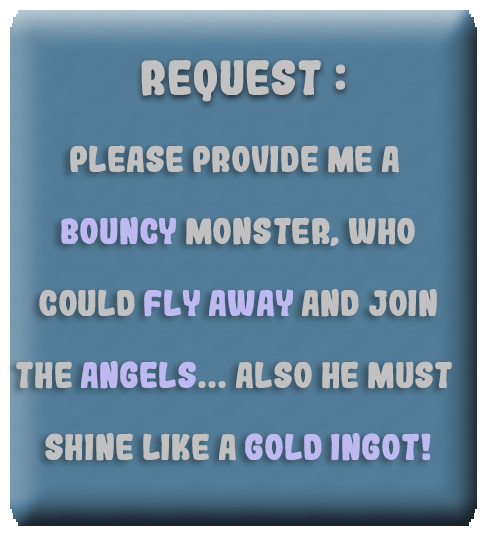 REQUEST :
PLEASE PROVIDE ME A
BOUNCY MONSTER, WHO
COULD FLY AWAY AND JOIN
THE ANGELS... ALSO HE MUST
SHINE LIKE A GOLD INGOT!